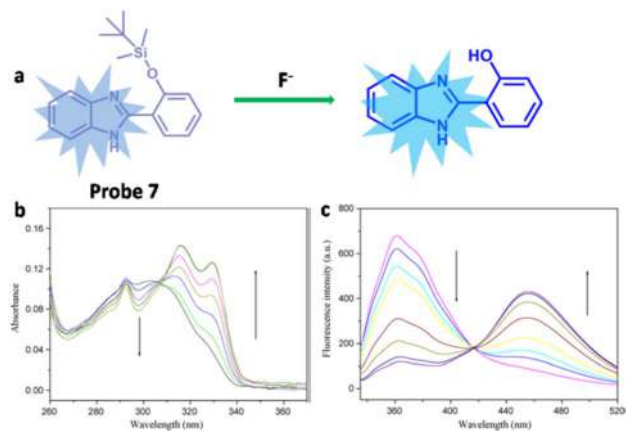 a
Si
O
N
N
H
F⁻
HO
N
N
H
Probe 7
b
0.16
0.12
0.08
0.04
0.00
Absorbance
260 280 300 320 340 360
Wavelength (nm)
c
800
700
600
500
400
300
200
100
0
Fluorescence intensity (a.u.)
360 400 440 480 520
Wavelength (nm)